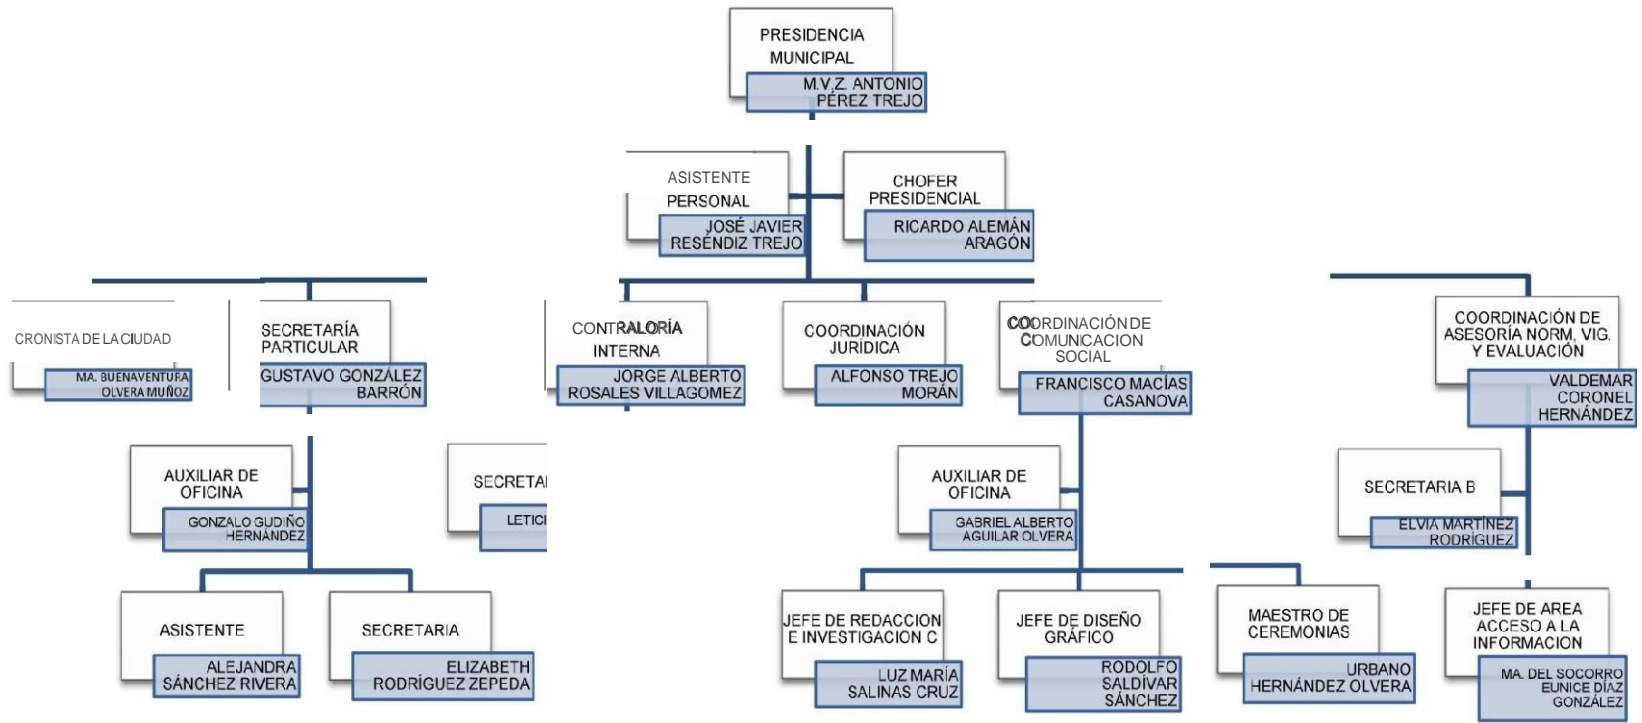 PRESIDENCIA
MUNICIPAL
M.V.Z. ANTONIO
PÉREZ TREJO
ASISTENTE
PERSONAL
JOSÉ JAVIER
RESÉNDIZ TREJO
CHOFER
PRESIDENCIAL
RICARDO ALEMÁN
ARAGÓN
CRONISTA DE LA CIUDAD
MA. BUENAVENTURA
OLVERA MUÑOZ
SECRETARÍA
PARTICULAR
GUSTAVO GONZÁLEZ
BARRÓN
CONTRALORÍA
INTERNA
JORGE ALBERTO
ROSALES VILLAGOMEZ
COORDINACIÓN
JURÍDICA
ALFONSO TREJO
MORÁN
COORDINACIÓN DE
COMUNICACION
SOCIAL
FRANCISCO MACÍAS
CASANOVA
COORDINACIÓN DE
ASESORÍA NORM, VIG.
Y EVALUACIÓN
VALDEMAR
CORONEL
HERNÁNDEZ
AUXILIAR DE
OFICINA
GONZALO GUDIÑO
HERNÁNDEZ
SECRETA
LETICI
AUXILIAR DE
OFICINA
GABRIEL ALBERTO
AGUILAR OLVERA
SECRETARIA B
ELVIA MARTÍNEZ
RODRÍGUEZ
ASISTENTE
ALEJANDRA
SÁNCHEZ RIVERA
SECRETARIA
ELIZABETH
RODRÍGUEZ ZEPEDA
JEFE DE REDACCION
E INVESTIGACION C
LUZ MARÍA
SALINAS CRUZ
JEFE DE DISEÑO
GRÁFICO
RODOLFO
SALDÍVAR
SÁNCHEZ
MAESTRO DE
CEREMONIAS
URBANO
HERNÁNDEZ OLVERA
JEFE DE AREA
ACCESO A LA
INFORMACION
MA. DEL SOCORRO
EUNICE DÍAZ
GONZÁLEZ